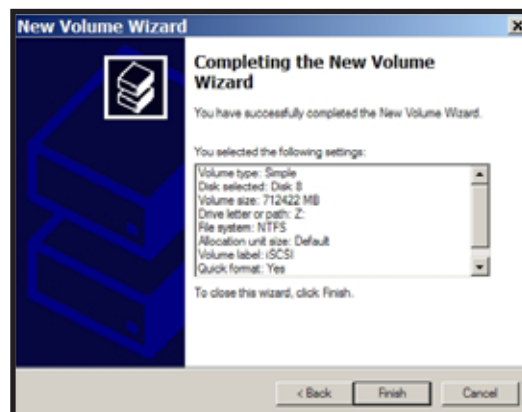 New Volume Wizard
Completing the New Volume
Wizard
You have successfully completed the New Volume Wizard.
You selected the following settings:
Volume type: Simple
Disk selected: Disk 8
Volume size: 712422 MB
Drive letter or path: Z:
File system: NTFS
Allocation unit size: Default
Volume label: iSCSI
Quick format: Yes
To close this wizard, click Finish.
< Back
Finish
Cancel